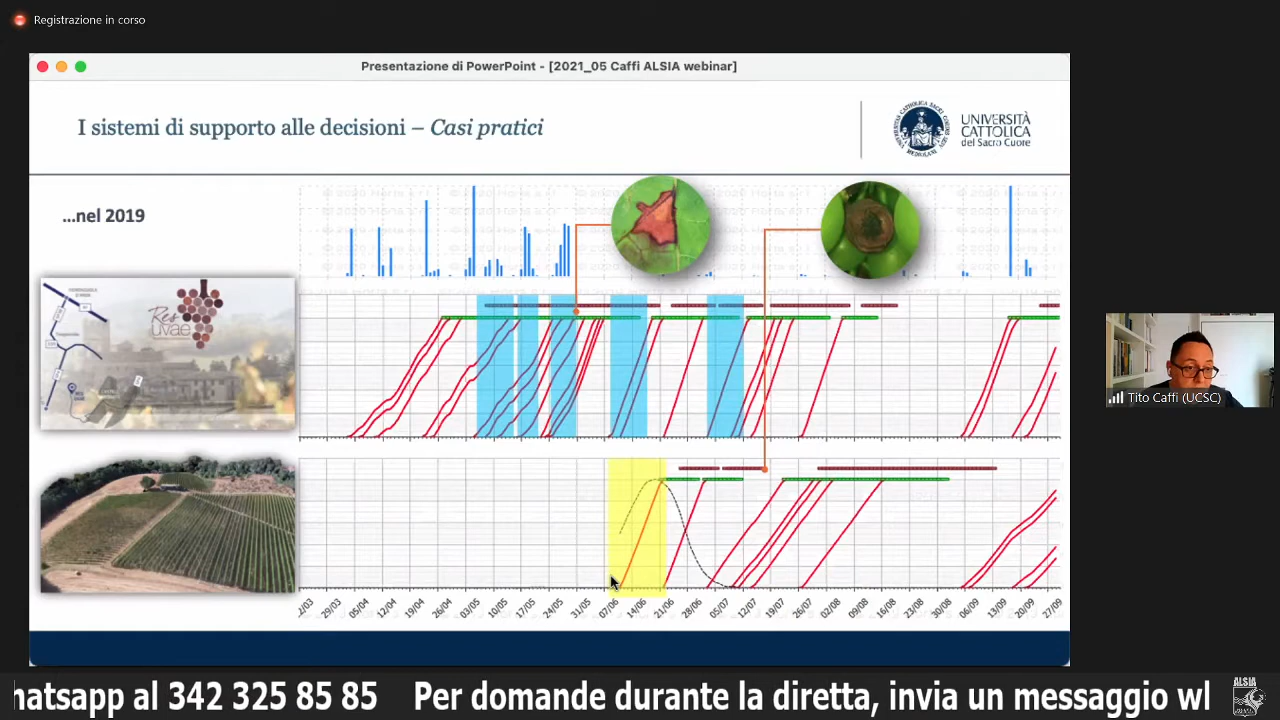 Registrazione in corso
Presentazione di PowerPoint - [2021_05 Caffi ALSIA webinar]
I sistemi di supporto alle decisioni – Casi pratici
UNIVERSITÀ
CATTOLICA
del Sacro Cuore
...nel 2019
Res
uvae
Tito Caffi (UCSC)
/03
29/03
05/04
12/04
19/04
26/04
03/05
10/05
17/05
24/05
31/05
07/06
14/06
21/06
28/06
05/07
12/07
19/07
26/07
02/08
09/08
16/08
23/08
30/08
06/09
13/09
20/09
27/09
hatsapp al 342 325 85 85 Per domande durante la diretta, invia un messaggio wl
ALSIA